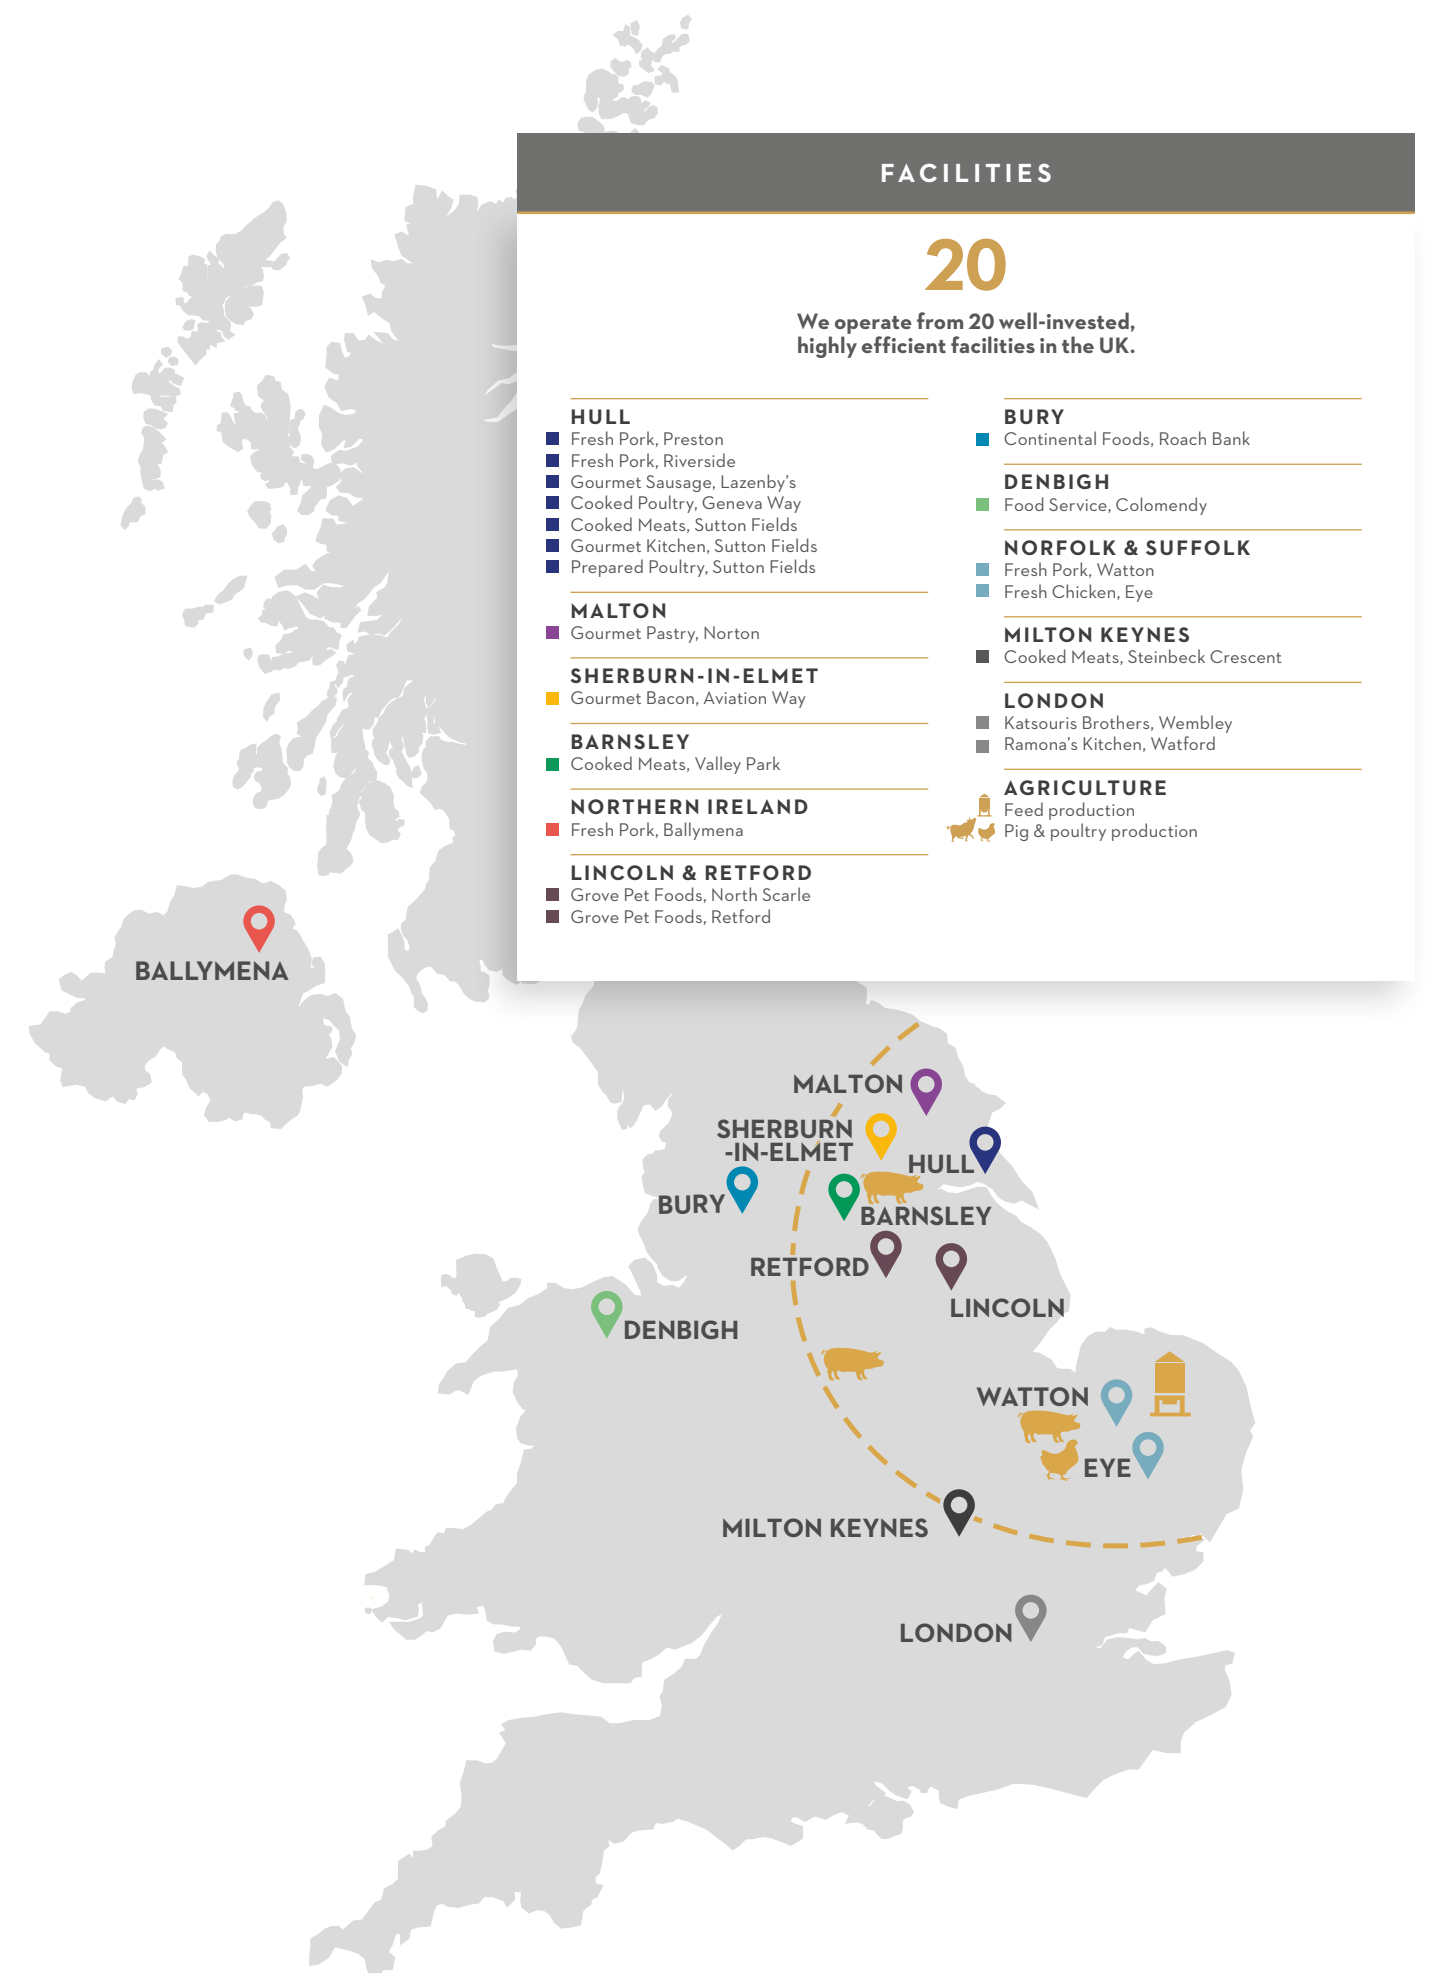 FACILITIES
20
We operate from 20 well-invested,
highly efficient facilities in the UK.
HULL
Fresh Pork, Preston
Fresh Pork, Riverside
Gourmet Sausage, Lazenby's
Cooked Poultry, Geneva Way
Cooked Meats, Sutton Fields
Gourmet Kitchen, Sutton Fields
Prepared Poultry, Sutton Fields
MALTON
Gourmet Pastry, Norton
SHERBURN-IN-ELMET
Gourmet Bacon, Aviation Way
BARNSLEY
Cooked Meats, Valley Park
NORTHERN IRELAND
Fresh Pork, Ballymena
LINCOLN & RETFORD
Grove Pet Foods, North Scarle
Grove Pet Foods, Retford
BURY
Continental Foods, Roach Bank
DENBIGH
Food Service, Colomendy
NORFOLK & SUFFOLK
Fresh Pork, Watton
Fresh Chicken, Eye
MILTON KEYNES
Cooked Meats, Steinbeck Crescent
LONDON
Katsouris Brothers, Wembley
Ramona's Kitchen, Watford
AGRICULTURE
Feed production
Pig & poultry production
BALLYMENA
MALTON
SHERBURN
-IN-ELMET
HULL
BURY
BARNSLEY
RETFORD
LINCOLN
DENBIGH
WATTON
EYE
MILTON KEYNES
LONDON